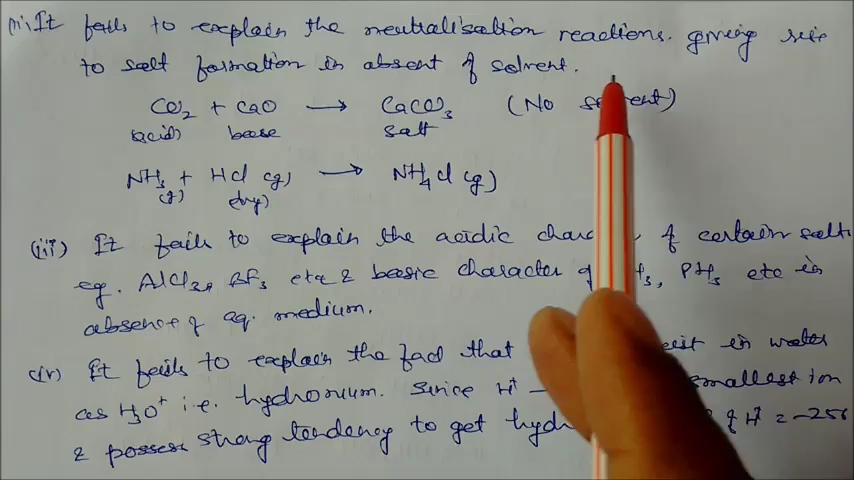 (ii) It fails to explain the neutralisation reactions. giving rise
to salt formation in absent of solvent.
CO₂ + CaO ⟶ CaCO₃ (No solvent)
(acid) base salt
NH₃ + HCl (g) ⟶ NH₄Cl (g)
(g) (dry)
(iii) It fails to explain the acidic of certain salts
eg. AlCl₃, BF₃ etc & basic character of PH₃ etc in
absence of aq. medium.
(iv) It fails to explain the fact that in water
as H₃O⁺ i.e. hydronium. Since H⁺ smallest ion
& possess strong tendency to get of H⁺ = -256